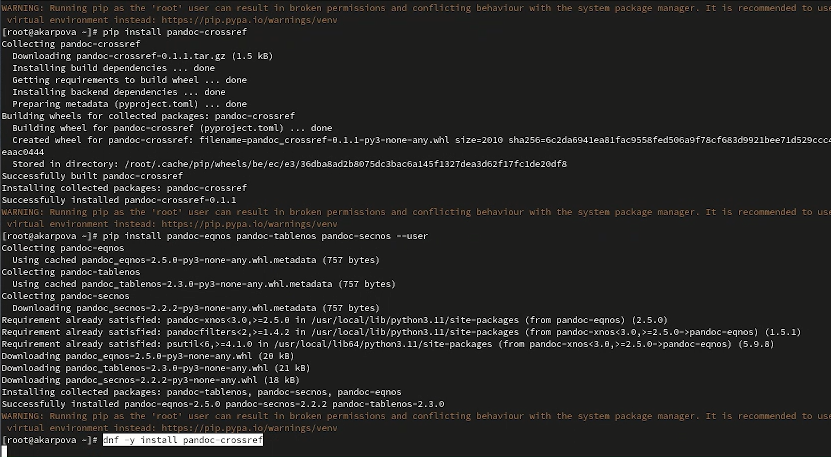 WARNING: Running pip as the 'root' user can result in broken permissions and conflicting behaviour with the system package manager. It is recommended to use
virtual environment instead: https://pip.pypa.io/warnings/venv
[root@akarpova ~]# pip install pandoc-crossref
Collecting pandoc-crossref
  Downloading pandoc-crossref-0.1.1.tar.gz (1.5 kB)
  Installing build dependencies ... done
  Getting requirements to build wheel ... done
  Installing backend dependencies ... done
  Preparing metadata (pyproject.toml) ... done
Building wheels for collected packages: pandoc-crossref
  Building wheel for pandoc-crossref (pyproject.toml) ... done
  Created wheel for pandoc-crossref: filename=pandoc_crossref-0.1.1-py3-none-any.whl size=2010 sha256=6c2da6941ea81fac9558fed506a9f78cf683d9921bee71d529ccc4
eaac0444
  Stored in directory: /root/.cache/pip/wheels/be/ec/e3/36dba8ad2b8075dc3bac6a145f1327dea3d62f17fc1de20df8
Successfully built pandoc-crossref
Installing collected packages: pandoc-crossref
Successfully installed pandoc-crossref-0.1.1
WARNING: Running pip as the 'root' user can result in broken permissions and conflicting behaviour with the system package manager. It is recommended to use
virtual environment instead: https://pip.pypa.io/warnings/venv
[root@akarpova ~]# pip install pandoc-eqnos pandoc-tablenos pandoc-secnos --user
Collecting pandoc-eqnos
  Using cached pandoc_eqnos-2.5.0-py3-none-any.whl.metadata (757 bytes)
Collecting pandoc-tablenos
  Using cached pandoc_tablenos-2.3.0-py3-none-any.whl.metadata (757 bytes)
Collecting pandoc-secnos
  Downloading pandoc_secnos-2.2.2-py3-none-any.whl.metadata (757 bytes)
Requirement already satisfied: pandoc-xnos<3.0,>=2.5.0 in /usr/local/lib/python3.11/site-packages (from pandoc-eqnos) (2.5.0)
Requirement already satisfied: pandocfilters<2,>=1.4.2 in /usr/local/lib/python3.11/site-packages (from pandoc-xnos<3.0,>=2.5.0->pandoc-eqnos) (1.5.1)
Requirement already satisfied: psutil<6,>=4.1.0 in /usr/local/lib64/python3.11/site-packages (from pandoc-xnos<3.0,>=2.5.0->pandoc-eqnos) (5.9.8)
Downloading pandoc_eqnos-2.5.0-py3-none-any.whl (20 kB)
Downloading pandoc_tablenos-2.3.0-py3-none-any.whl (21 kB)
Downloading pandoc_secnos-2.2.2-py3-none-any.whl (18 kB)
Installing collected packages: pandoc-tablenos, pandoc-secnos, pandoc-eqnos
Successfully installed pandoc-eqnos-2.5.0 pandoc-secnos-2.2.2 pandoc-tablenos-2.3.0
WARNING: Running pip as the 'root' user can result in broken permissions and conflicting behaviour with the system package manager. It is recommended to use
virtual environment instead: https://pip.pypa.io/warnings/venv
[root@akarpova ~]# dnf -y install pandoc-crossref